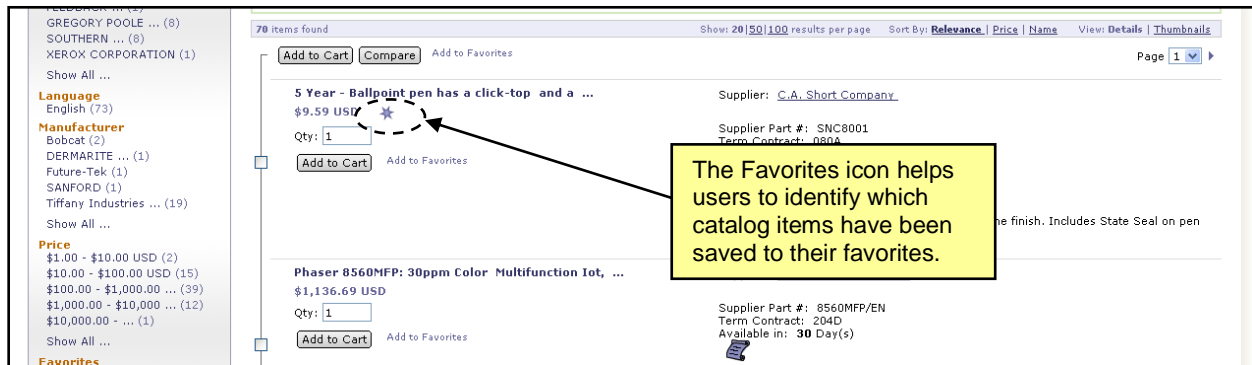 GREGORY POOLE ... (8)
SOUTHERN ... (8)
XEROX CORPORATION (1)
Show All ...
Language
English (73)
Manufacturer
Bobcat (2)
DERMARITE ... (1)
Future-Tek (1)
SANFORD (1)
Tiffany Industries ... (19)
Show All ...
Price
$1.00 - $10.00 USD (2)
$10.00 - $100.00 USD (15)
$100.00 - $1,000.00 ... (39)
$1,000.00 - $10,000 ... (12)
$10,000.00 - ... (1)
Show All ...
Favorites
70 items found
Show: 20|50|100 results per page Sort By: Relevance | Price | Name View: Details | Thumbnails
Add to Cart Compare Add to Favorites
Page 1
5 Year - Ballpoint pen has a click-top and a ...
$9.59 USD
Qty: 1
Add to Cart Add to Favorites
Supplier: C.A. Short Company
Supplier Part #: SNC8001
Term Contract: 080A
The Favorites icon helps
users to identify which
catalog items have been
saved to their favorites.
finish. Includes State Seal on pen
Phaser 8560MFP: 30ppm Color Multifunction Iot, ...
$1,136.69 USD
Qty: 1
Add to Cart Add to Favorites
Supplier Part #: 8560MFP/EN
Term Contract: 204D
Available in: 30 Day(s)